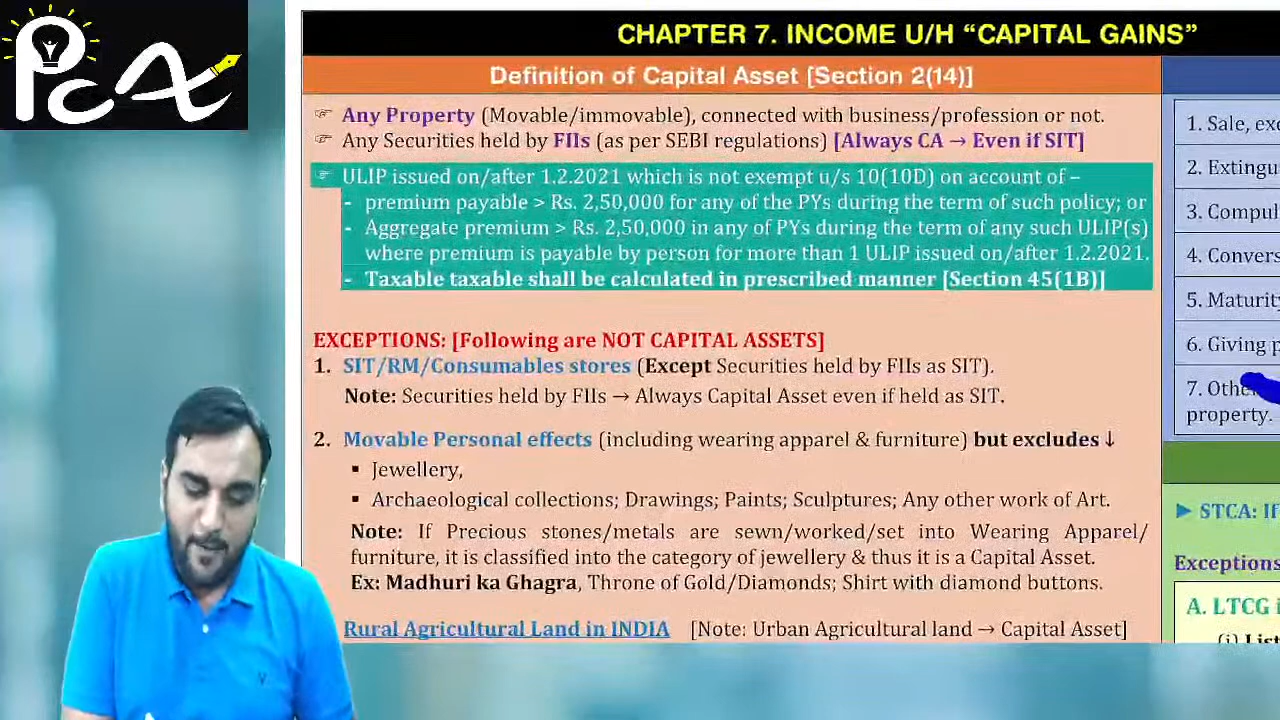 PCA
CHAPTER 7. INCOME U/H “CAPITAL GAINS”
Definition of Capital Asset [Section 2(14)]
☞ Any Property (Movable/immovable), connected with business/profession or not.
☞ Any Securities held by FIIs (as per SEBI regulations) [Always CA → Even if SIT]
☞ ULIP issued on/after 1.2.2021 which is not exempt u/s 10(10D) on account of –
- premium payable > Rs. 2,50,000 for any of the PYs during the term of such policy; or
- Aggregate premium > Rs. 2,50,000 in any of PYs during the term of any such ULIP(s)
where premium is payable by person for more than 1 ULIP issued on/after 1.2.2021.
- Taxable taxable shall be calculated in prescribed manner [Section 45(1B)]
EXCEPTIONS: [Following are NOT CAPITAL ASSETS]
1. SIT/RM/Consumables stores (Except Securities held by FIIs as SIT).
Note: Securities held by FIIs → Always Capital Asset even if held as SIT.
2. Movable Personal effects (including wearing apparel & furniture) but excludes ↓
▪ Jewellery,
▪ Archaeological collections; Drawings; Paints; Sculptures; Any other work of Art.
Note: If Precious stones/metals are sewn/worked/set into Wearing Apparel/
furniture, it is classified into the category of jewellery & thus it is a Capital Asset.
Ex: Madhuri ka Ghagra, Throne of Gold/Diamonds; Shirt with diamond buttons.
Rural Agricultural Land in INDIA [Note: Urban Agricultural land → Capital Asset]
1. Sale, exc
2. Extingu
3. Compul
4. Convers
5. Maturity
6. Giving p
7. Othe
property.
► STCA: If
Exceptions
A. LTCG i
(i) List